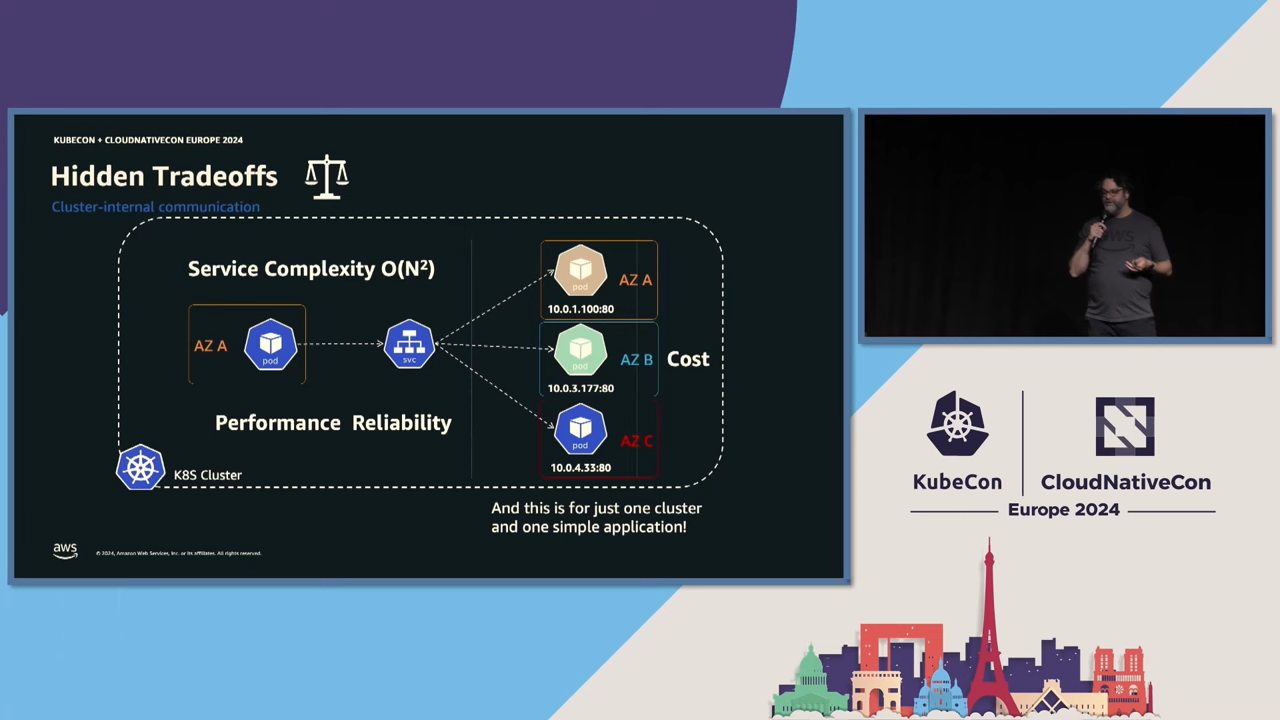 KUBECON + CLOUDNATIVECON EUROPE 2024
Hidden Tradeoffs
Cluster-internal communication
Service Complexity O(N²)
AZ A
pod
svc
pod
AZ A
10.0.1.100:80
pod
AZ B
10.0.3.177:80
Cost
pod
AZ C
10.0.4.33:80
Performance Reliability
K8S Cluster
And this is for just one cluster
and one simple application!
aws
© 2024, Amazon Web Services, Inc. or its affiliates. All rights reserved.
aws
KubeCon
CloudNativeCon
Europe 2024